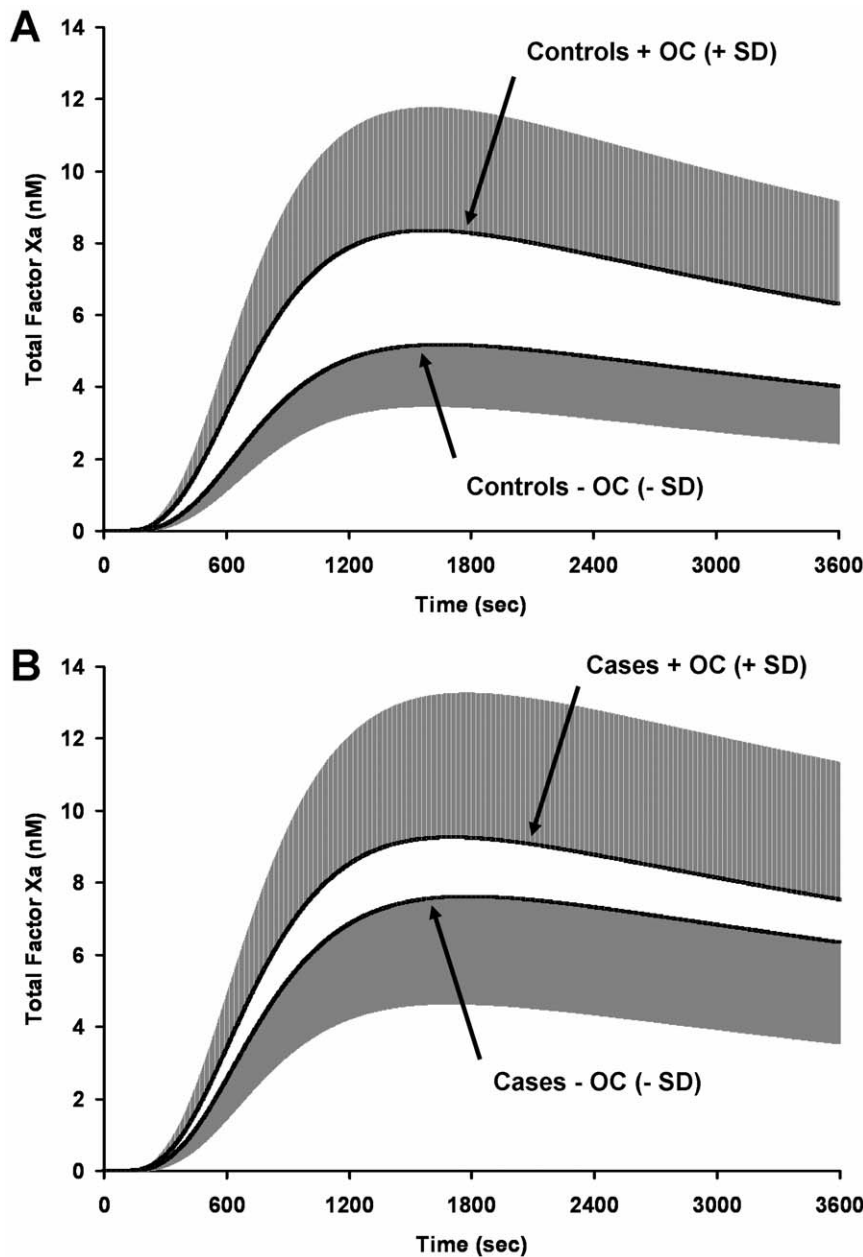 A
14
Controls + OC (+ SD)
12
10
8
6
4
2
0
Total Factor Xa (nM)
Controls - OC (- SD)
0 600 1200 1800 2400 3000 3600
Time (sec)
B
14
Cases + OC (+ SD)
12
10
8
6
4
2
0
Total Factor Xa (nM)
Cases - OC (- SD)
0 600 1200 1800 2400 3000 3600
Time (sec)